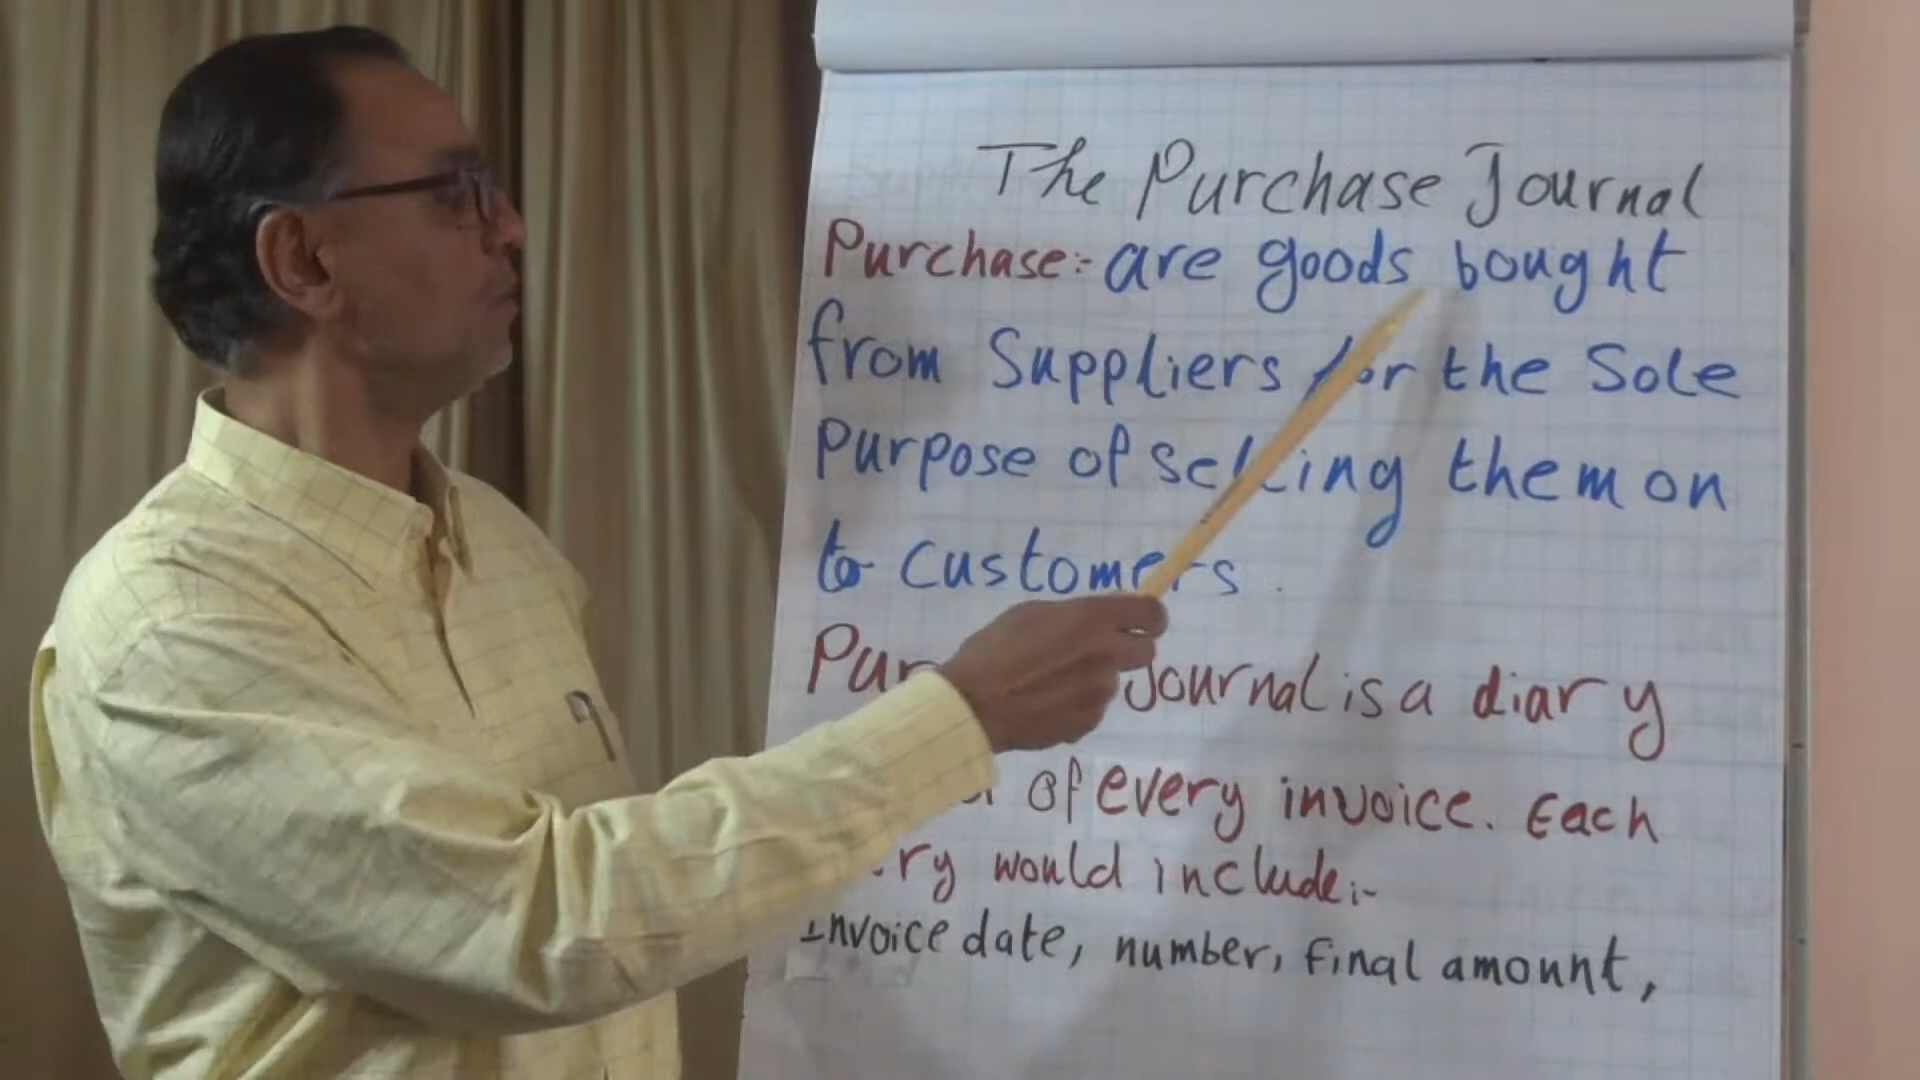 The Purchase Journal
Purchase:- are goods bought
from Suppliers for the Sole
Purpose of selling them on
to customers.
Journal is a diary
of every invoice. Each
would include:-
Invoice date, number, final amount,